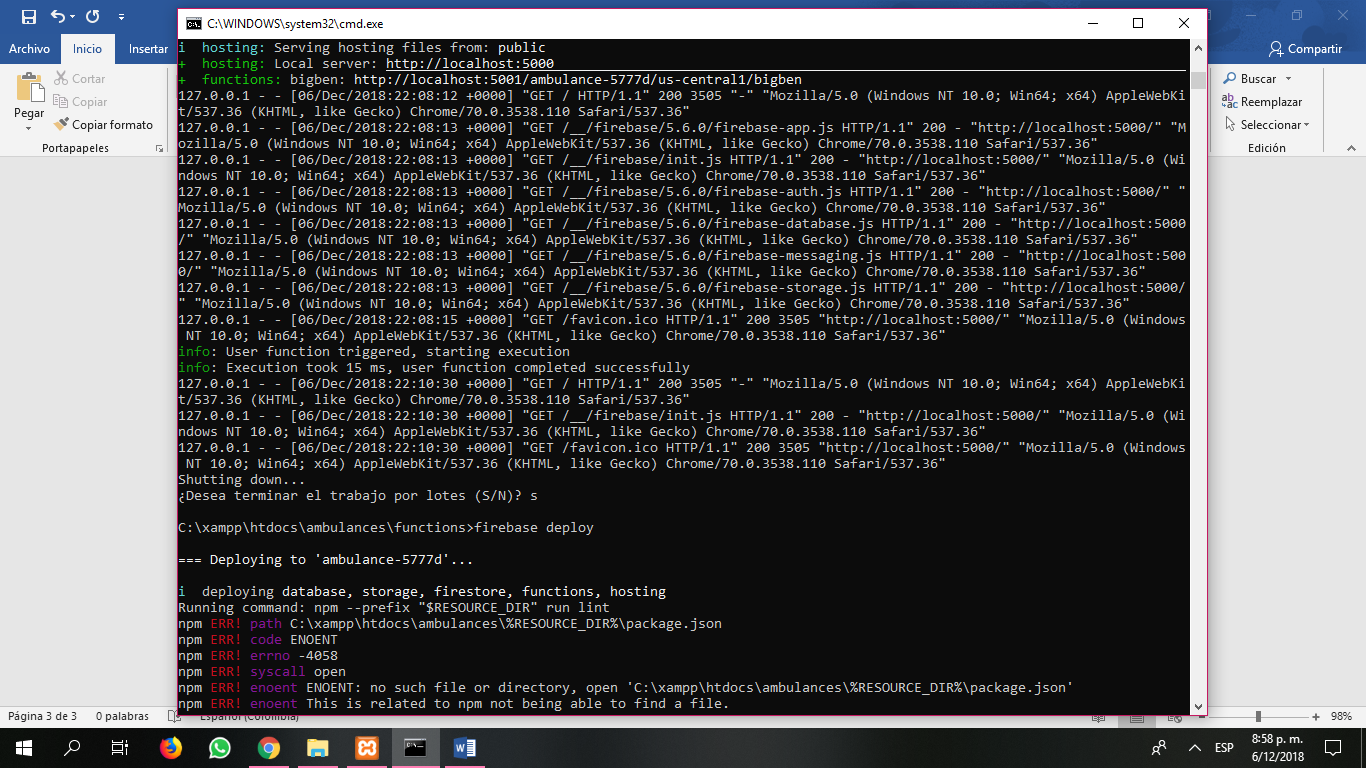 C:\WINDOWS\system32\cmd.exe
Archivo Inicio Insertar
Compartir
Pegar
Cortar
Copiar
Copiar formato
Portapapeles
Buscar
Reemplazar
Seleccionar
Edición
i  hosting: Serving hosting files from: public
+  hosting: Local server: http://localhost:5000
+  functions: bigben: http://localhost:5001/ambulance-5777d/us-central1/bigben
127.0.0.1 - - [06/Dec/2018:22:08:12 +0000] "GET / HTTP/1.1" 200 3505 "-" "Mozilla/5.0 (Windows NT 10.0; Win64; x64) AppleWebKi
t/537.36 (KHTML, like Gecko) Chrome/70.0.3538.110 Safari/537.36"
127.0.0.1 - - [06/Dec/2018:22:08:13 +0000] "GET /__/firebase/5.6.0/firebase-app.js HTTP/1.1" 200 - "http://localhost:5000/" "M
ozilla/5.0 (Windows NT 10.0; Win64; x64) AppleWebKit/537.36 (KHTML, like Gecko) Chrome/70.0.3538.110 Safari/537.36"
127.0.0.1 - - [06/Dec/2018:22:08:13 +0000] "GET /__/firebase/init.js HTTP/1.1" 200 - "http://localhost:5000/" "Mozilla/5.0 (Wi
ndows NT 10.0; Win64; x64) AppleWebKit/537.36 (KHTML, like Gecko) Chrome/70.0.3538.110 Safari/537.36"
127.0.0.1 - - [06/Dec/2018:22:08:13 +0000] "GET /__/firebase/5.6.0/firebase-auth.js HTTP/1.1" 200 - "http://localhost:5000/" "
Mozilla/5.0 (Windows NT 10.0; Win64; x64) AppleWebKit/537.36 (KHTML, like Gecko) Chrome/70.0.3538.110 Safari/537.36"
127.0.0.1 - - [06/Dec/2018:22:08:13 +0000] "GET /__/firebase/5.6.0/firebase-database.js HTTP/1.1" 200 - "http://localhost:5000
/" "Mozilla/5.0 (Windows NT 10.0; Win64; x64) AppleWebKit/537.36 (KHTML, like Gecko) Chrome/70.0.3538.110 Safari/537.36"
127.0.0.1 - - [06/Dec/2018:22:08:13 +0000] "GET /__/firebase/5.6.0/firebase-messaging.js HTTP/1.1" 200 - "http://localhost:500
0/" "Mozilla/5.0 (Windows NT 10.0; Win64; x64) AppleWebKit/537.36 (KHTML, like Gecko) Chrome/70.0.3538.110 Safari/537.36"
127.0.0.1 - - [06/Dec/2018:22:08:13 +0000] "GET /__/firebase/5.6.0/firebase-storage.js HTTP/1.1" 200 - "http://localhost:5000/
" "Mozilla/5.0 (Windows NT 10.0; Win64; x64) AppleWebKit/537.36 (KHTML, like Gecko) Chrome/70.0.3538.110 Safari/537.36"
127.0.0.1 - - [06/Dec/2018:22:08:15 +0000] "GET /favicon.ico HTTP/1.1" 200 3505 "http://localhost:5000/" "Mozilla/5.0 (Windows
 NT 10.0; Win64; x64) AppleWebKit/537.36 (KHTML, like Gecko) Chrome/70.0.3538.110 Safari/537.36"
info: User function triggered, starting execution
info: Execution took 15 ms, user function completed successfully
127.0.0.1 - - [06/Dec/2018:22:10:30 +0000] "GET / HTTP/1.1" 200 3505 "-" "Mozilla/5.0 (Windows NT 10.0; Win64; x64) AppleWebKi
t/537.36 (KHTML, like Gecko) Chrome/70.0.3538.110 Safari/537.36"
127.0.0.1 - - [06/Dec/2018:22:10:30 +0000] "GET /__/firebase/init.js HTTP/1.1" 200 - "http://localhost:5000/" "Mozilla/5.0 (Wi
ndows NT 10.0; Win64; x64) AppleWebKit/537.36 (KHTML, like Gecko) Chrome/70.0.3538.110 Safari/537.36"
127.0.0.1 - - [06/Dec/2018:22:10:30 +0000] "GET /favicon.ico HTTP/1.1" 200 3505 "http://localhost:5000/" "Mozilla/5.0 (Windows
 NT 10.0; Win64; x64) AppleWebKit/537.36 (KHTML, like Gecko) Chrome/70.0.3538.110 Safari/537.36"
Shutting down...
¿Desea terminar el trabajo por lotes (S/N)? s
C:\xampp\htdocs\ambulances\functions>firebase deploy
=== Deploying to 'ambulance-5777d'...
i  deploying database, storage, firestore, functions, hosting
Running command: npm --prefix "$RESOURCE_DIR" run lint
npm ERR! path C:\xampp\htdocs\ambulances\%RESOURCE_DIR%\package.json
npm ERR! code ENOENT
npm ERR! errno -4058
npm ERR! syscall open
npm ERR! enoent ENOENT: no such file or directory, open 'C:\xampp\htdocs\ambulances\%RESOURCE_DIR%\package.json'
npm ERR! enoent This is related to npm not being able to find a file.
Página 3 de 3 0 palabras Español (Colombia) 98%
ESP
8:58 p. m.
6/12/2018